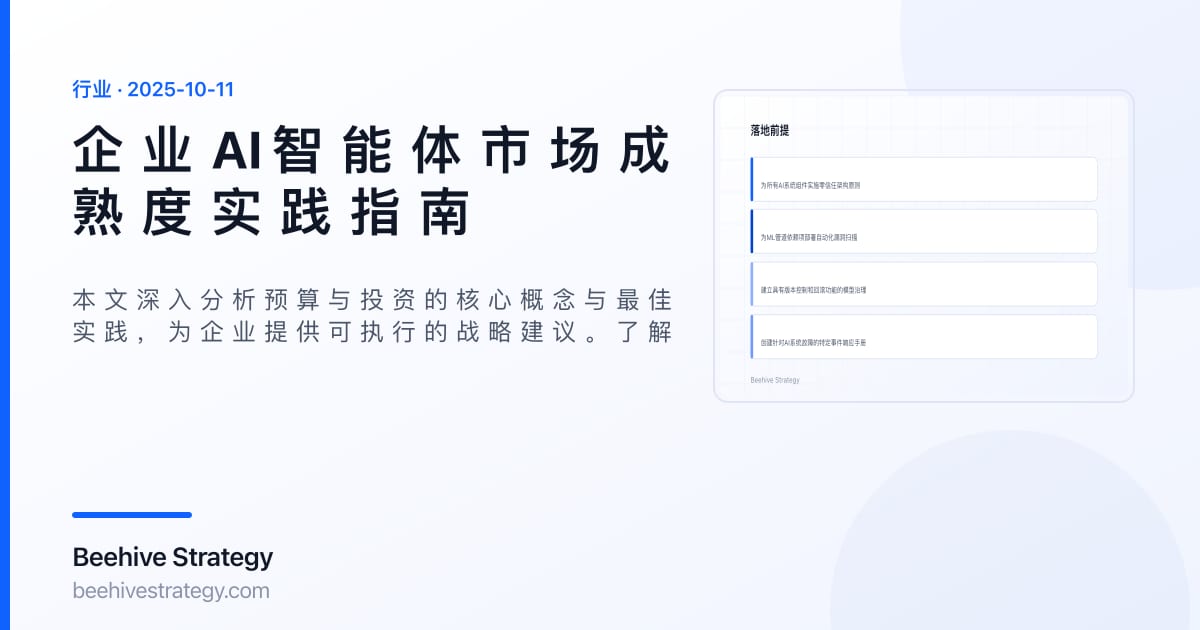 行业 · 2025-10-11
企业AI智能体市场成
熟度实践指南
本文深入分析预算与投资的核心概念与最佳
实践，为企业提供可执行的战略建议。了解
落地前提
为所有AI系统组件实施零信任架构原则
为ML管道依赖项部署自动化漏洞扫描
建立具有版本控制和回滚功能的模型治理
创建针对AI系统故障的特定事件响应手册
Beehive Strategy
Beehive Strategy
beehivestrategy.com